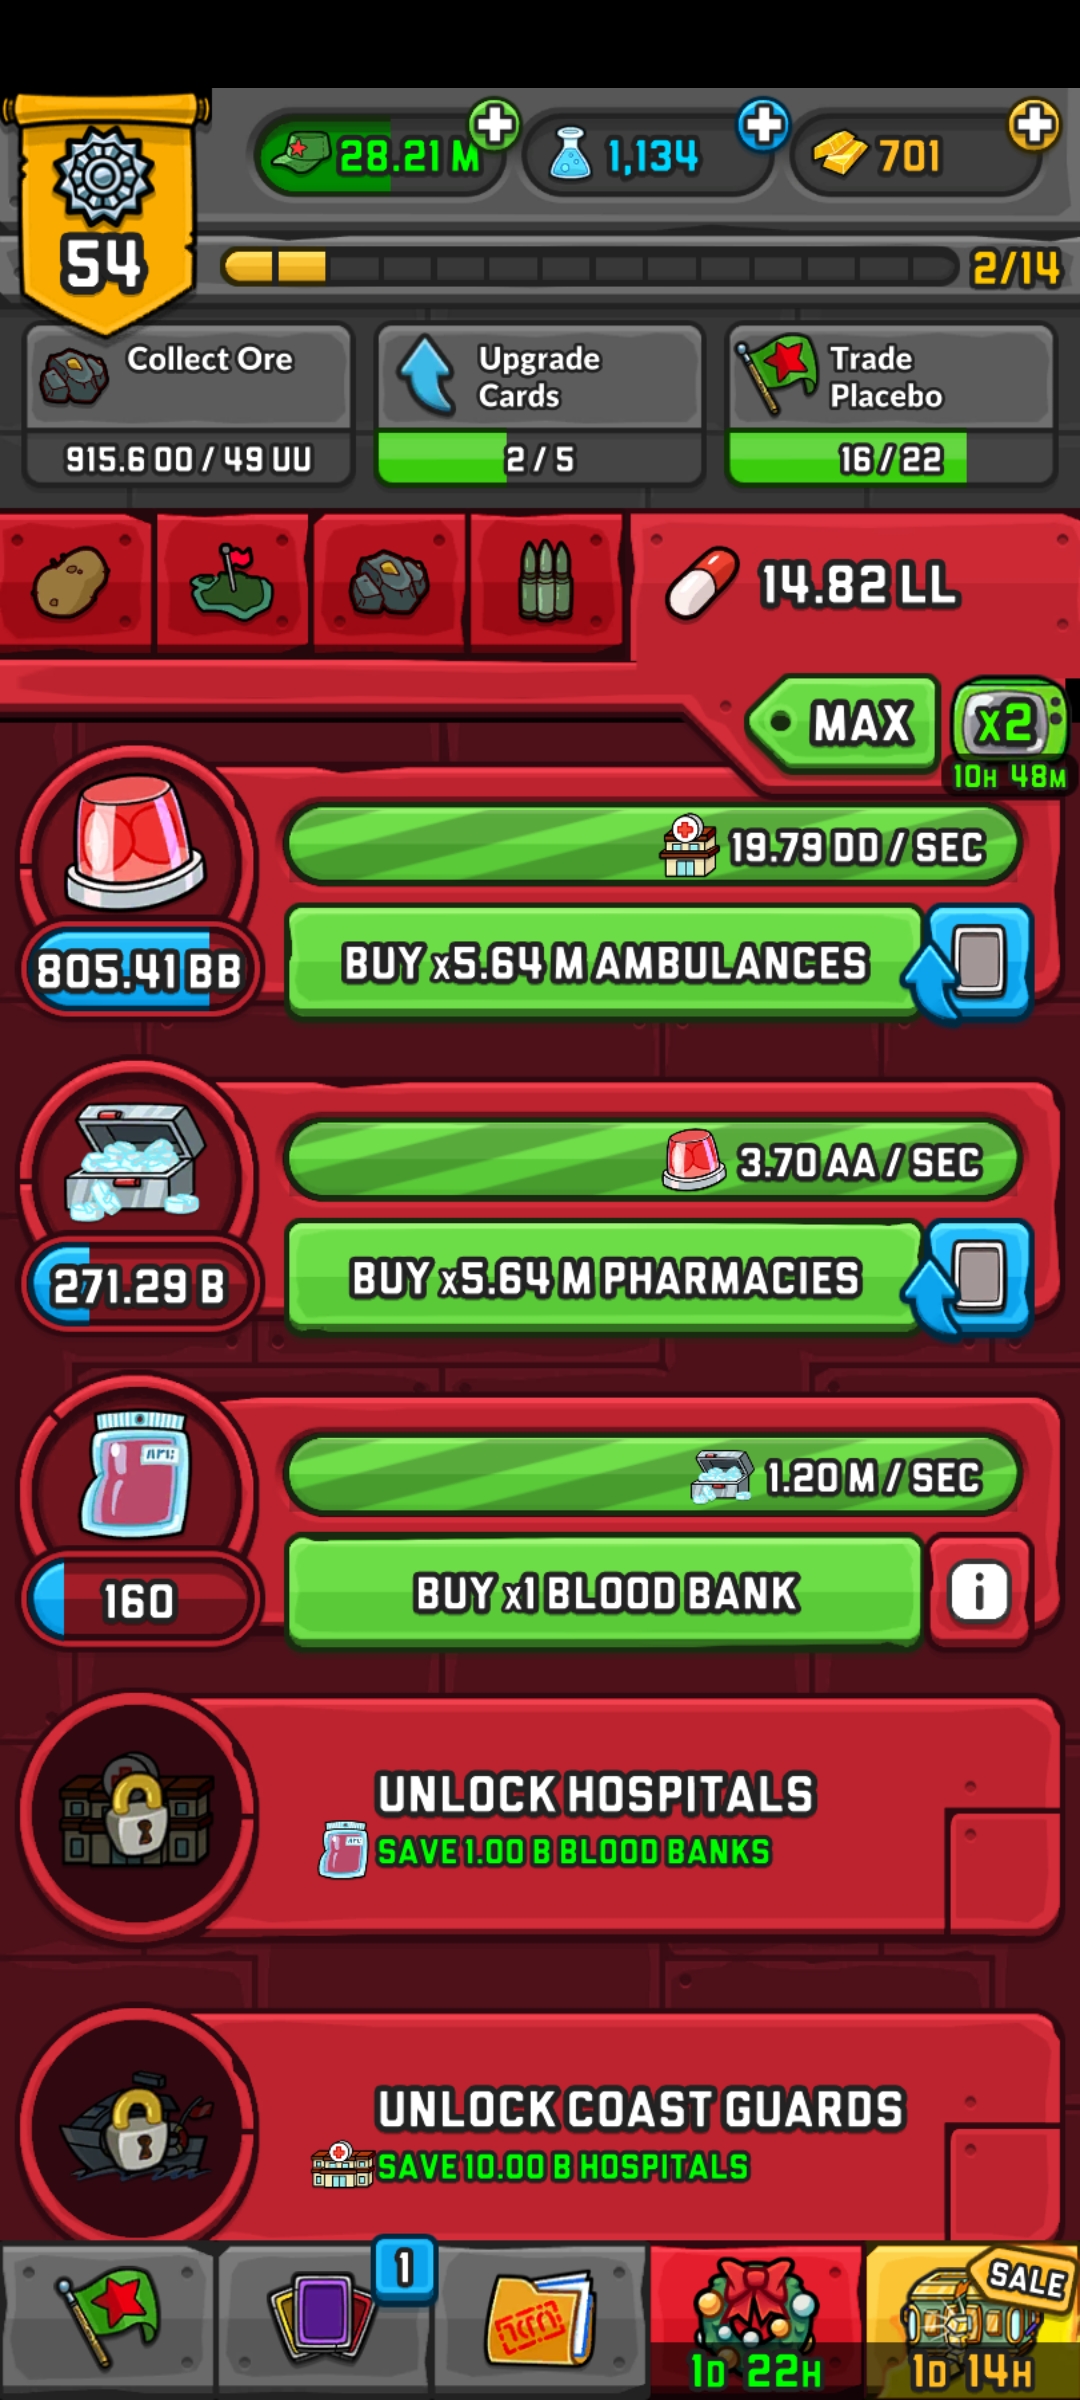 28.21 M
1,134
701
54
2/14
Collect Ore
915.6 OO / 49 UU
Upgrade
Cards
2 / 5
Trade
Placebo
16 / 22
14.82 LL
MAX
x2
10H 48M
19.79 DD / SEC
805.41 BB
BUY x5.64 M AMBULANCES
3.70 AA / SEC
271.29 B
BUY x5.64 M PHARMACIES
1.20 M / SEC
160
BUY x1 BLOOD BANK
i
UNLOCK HOSPITALS
SAVE 1.00 B BLOOD BANKS
UNLOCK COAST GUARDS
SAVE 10.00 B HOSPITALS
1
SALE
1D 22H
1D 14H